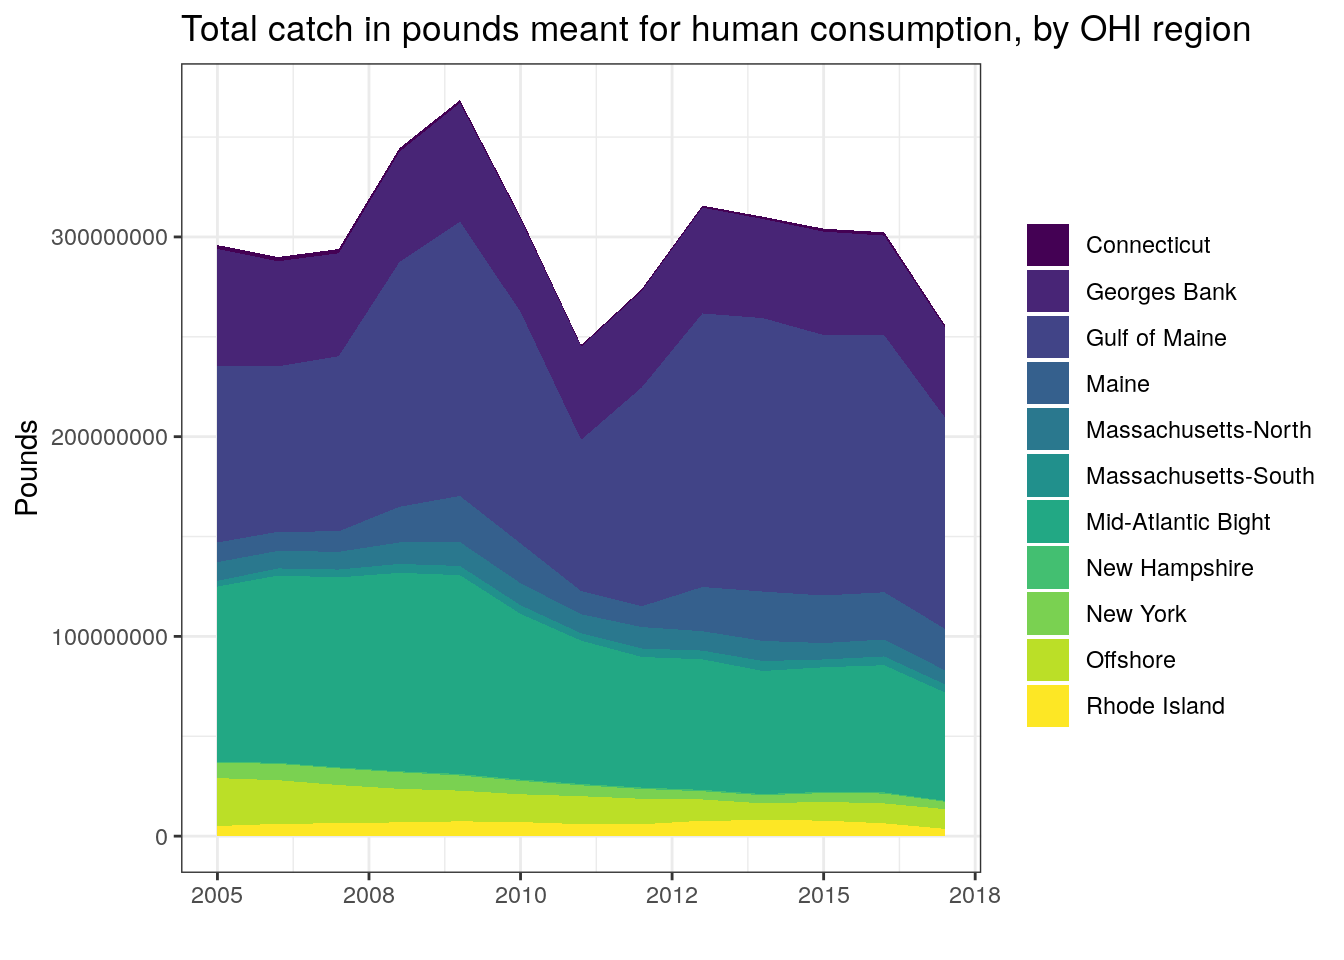 Total catch in pounds meant for human consumption, by OHI region
Pounds
300000000
200000000
100000000
0
2005 2008 2010 2012 2015 2018
Connecticut
Georges Bank
Gulf of Maine
Maine
Massachusetts-North
Massachusetts-South
Mid-Atlantic Bight
New Hampshire
New York
Offshore
Rhode Island